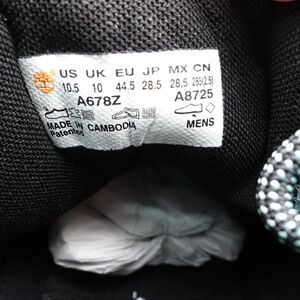 US UK EU JP MX CN
10.5 10 44.5 28.5 28.5 285(2.5)
A678Z A8725
MADE IN CAMBODIA MENS
Patented